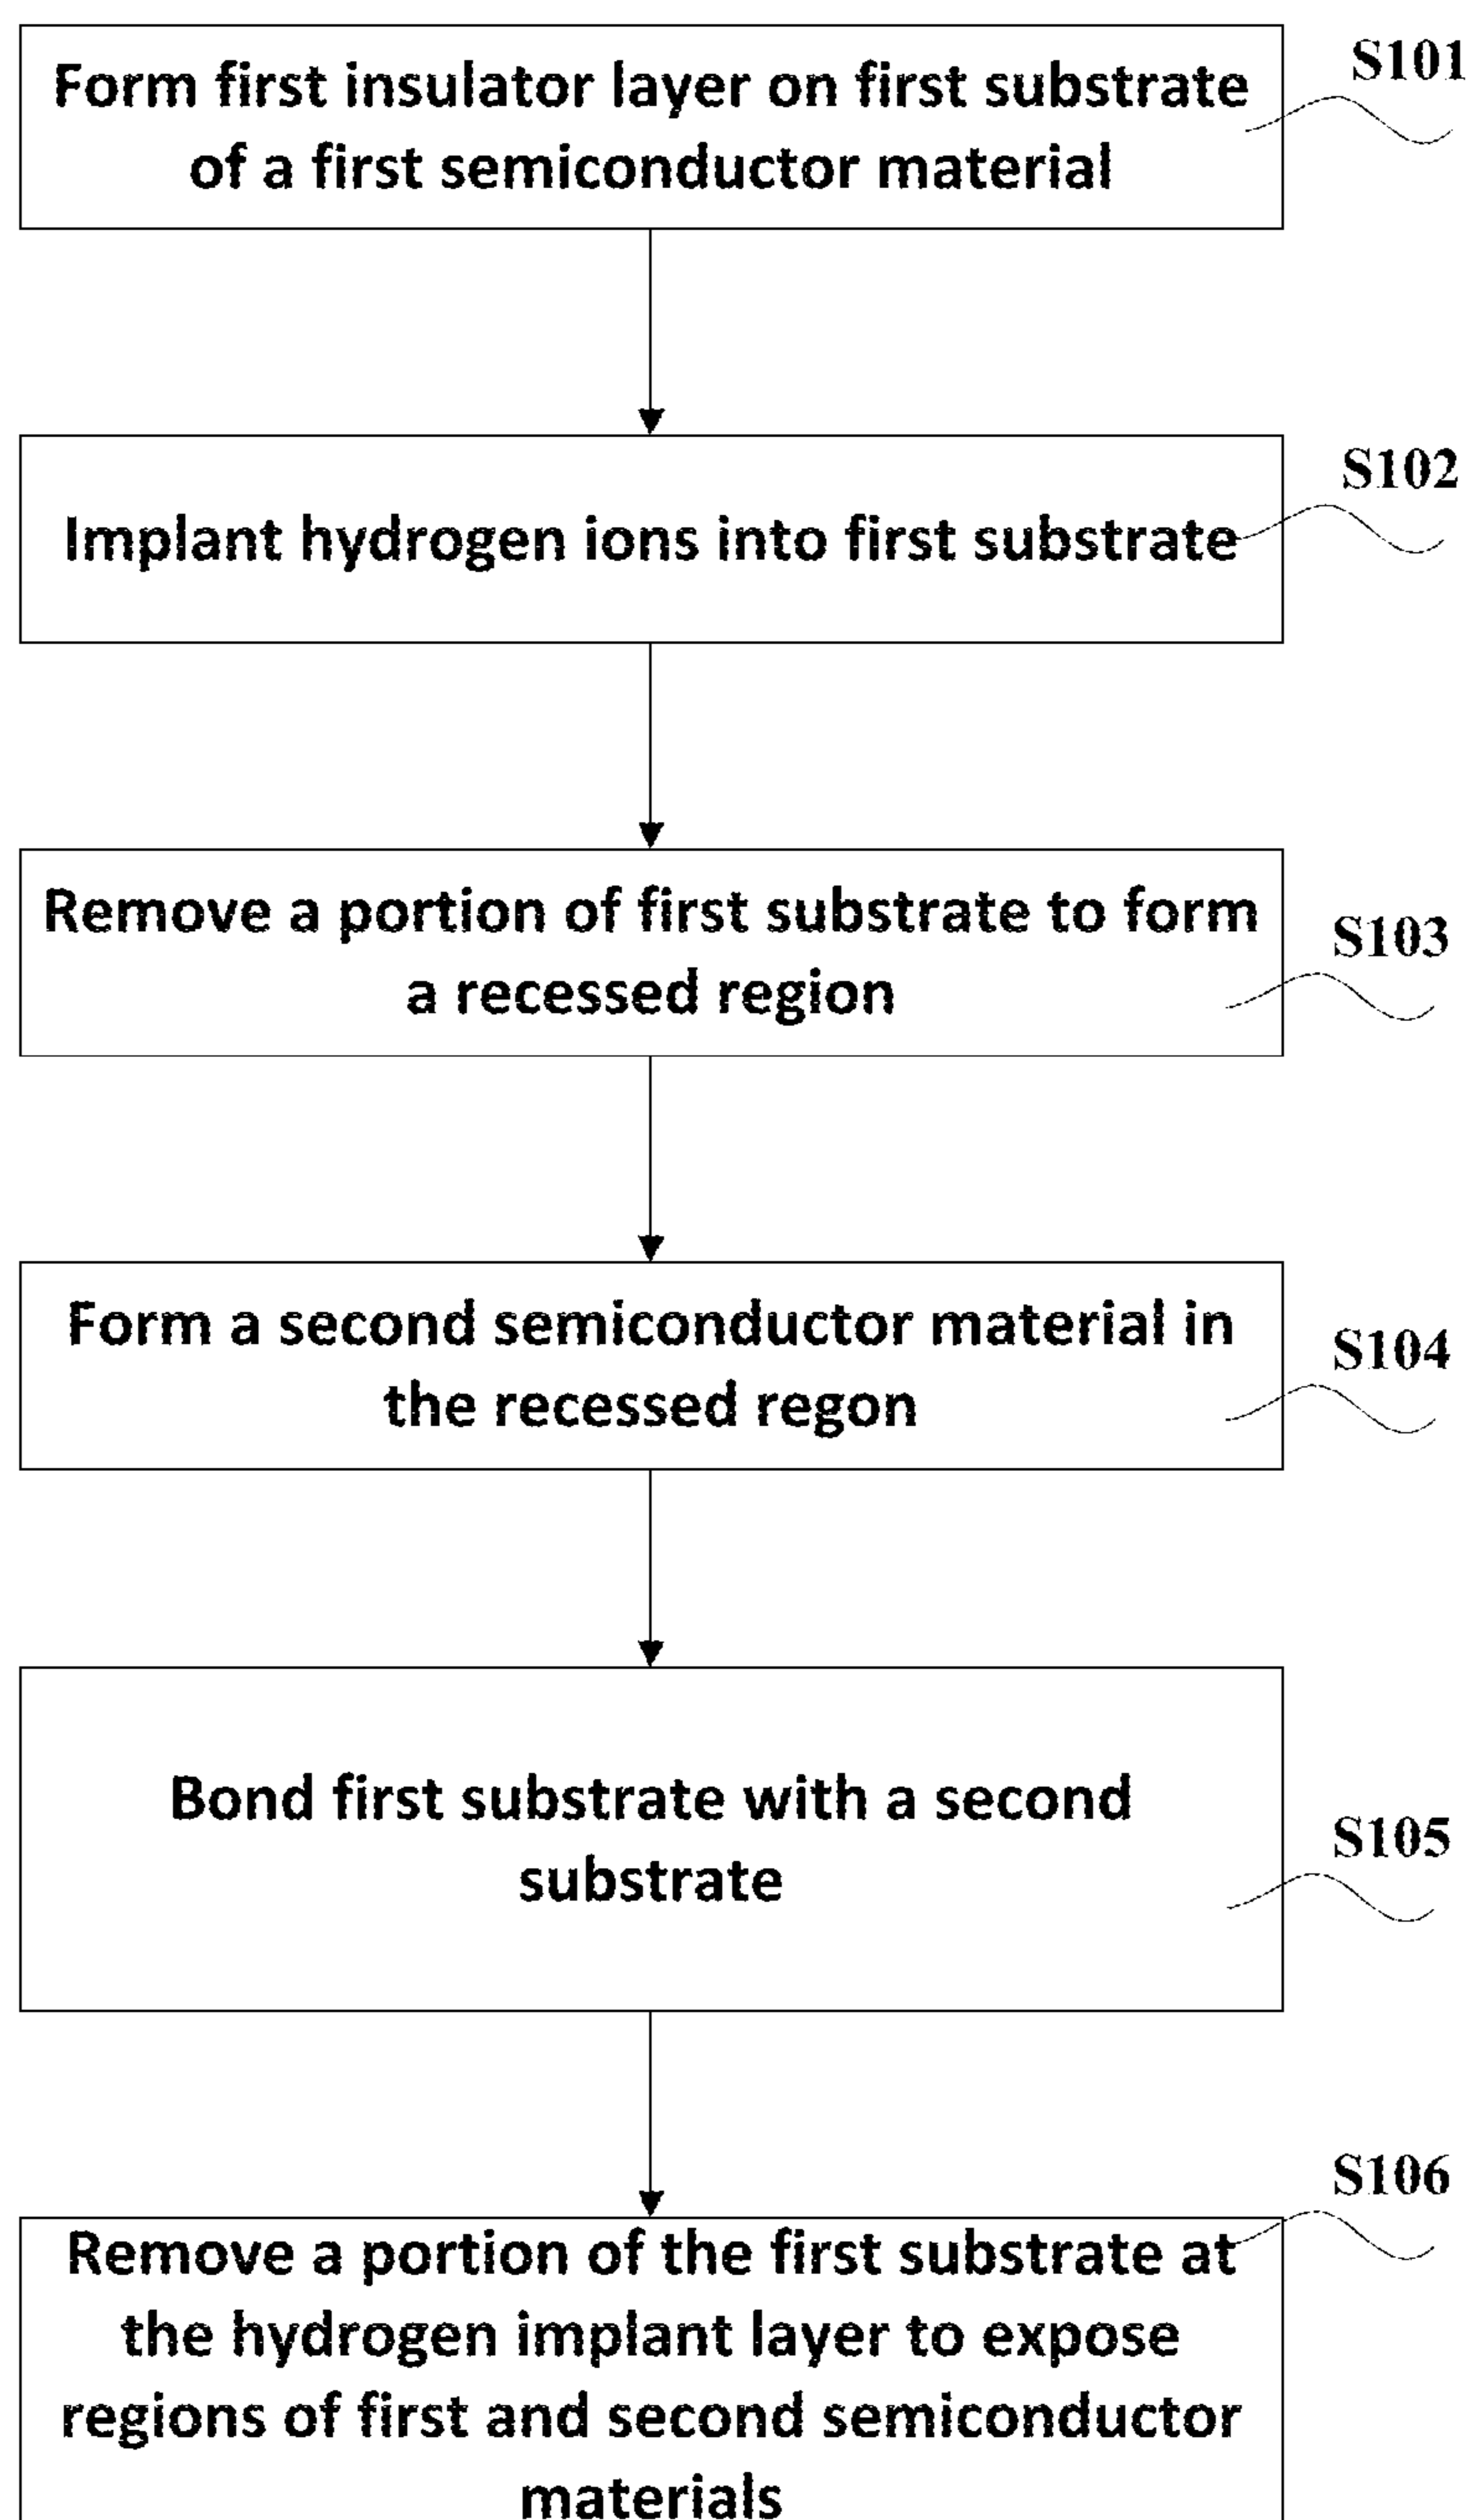 S101
Form first insulator layer on first substrate
of a first semiconductor material
S102
Implant hydrogen ions into first substrate
Remove a portion of first substrate to form
S103
a recessed region
Form a second semiconductor material in
S104
the recessed regon
Bond first substrate with a second
S105
substrate
S106
Remove a portion of the first substrate at
the hydrogen implant layer to expose
regions of first and second semiconductor
materials